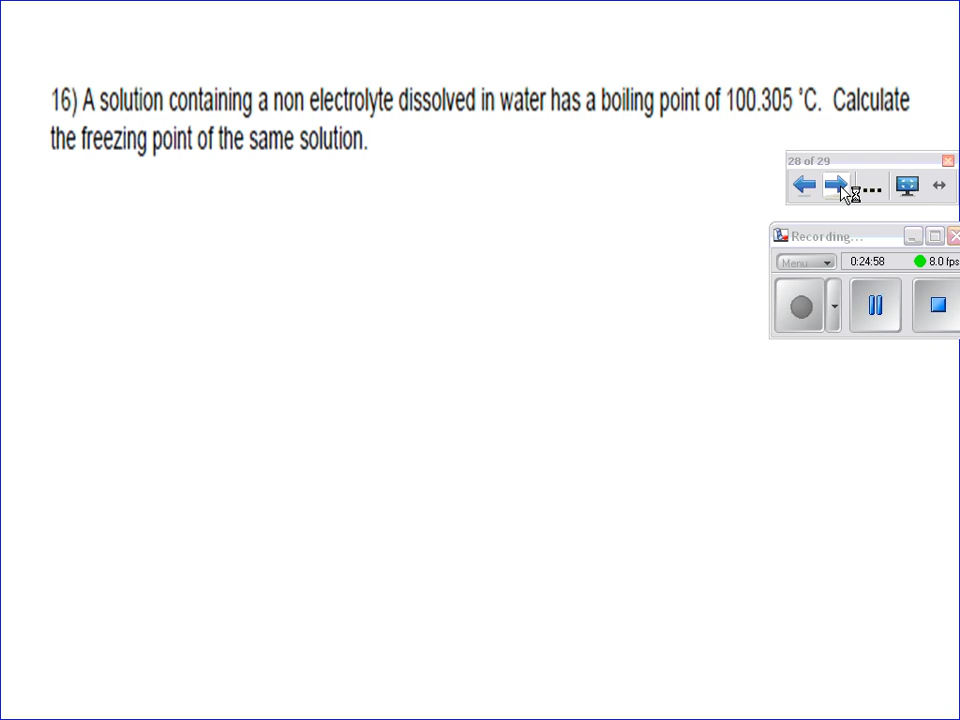 16) A solution containing a non electrolyte dissolved in water has a boiling point of 100.305 ˚C.  Calculate
the freezing point of the same solution.
28 of 29
Recording...
Menu
0:24:58
8.0 fps